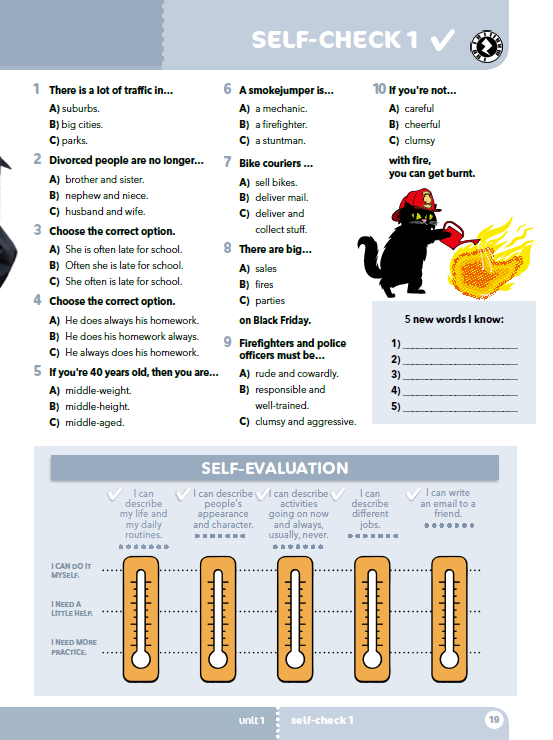 SELF-CHECK 1
1 There is a lot of traffic in...
A) suburbs.
B) big cities.
C) parks.
2 Divorced people are no longer...
A) brother and sister.
B) nephew and niece.
C) husband and wife.
3 Choose the correct option.
A) She is often late for school.
B) Often she is late for school.
C) She often is late for school.
4 Choose the correct option.
A) He does always his homework.
B) He does his homework always.
C) He always does his homework.
5 If you're 40 years old, then you are...
A) middle-weight.
B) middle-height.
C) middle-aged.
6 A smokejumper is...
A) a mechanic.
B) a firefighter.
C) a stuntman.
7 Bike couriers ...
A) sell bikes.
B) deliver mail.
C) deliver and
collect stuff.
8 There are big...
A) sales
B) fires
C) parties
on Black Friday.
9 Firefighters and police
officers must be...
A) rude and cowardly.
B) responsible and
well-trained.
C) clumsy and aggressive.
10 If you're not...
A) careful
B) cheerful
C) clumsy
with fire,
you can get burnt.
5 new words I know:
1)
2)
3)
4)
5)
SELF-EVALUATION
I can
describe
my life and
my daily
routines.
I can describe
people's
appearance
and character.
I can describe
activities
going on now
and always,
usually, never.
I can
describe
different
jobs.
I can write
an email to a
friend.
I CAN DO IT
MYSELF.
I NEED A
LITTLE HELP.
I NEED MORE
PRACTICE.
unit 1 self-check 1 19